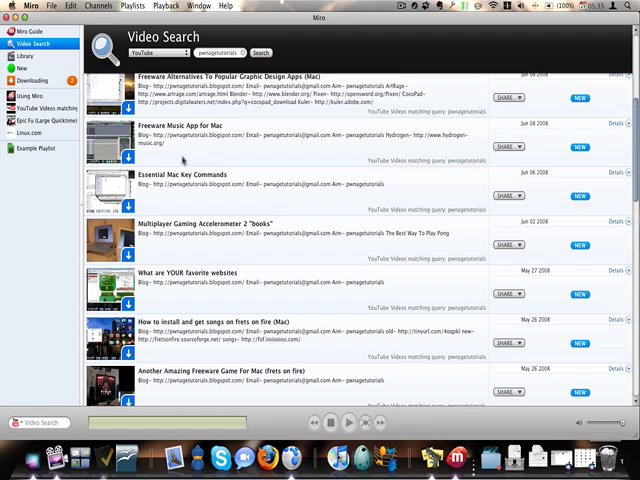 Miro File Edit Channels Playlists Playback Window Help (100%) 05:35
Miro
Miro Guide
Video Search
Library
New
Downloading 2
Using Miro
YouTube Videos matching
Epic Fu (Large Quicktime)
Linux.com
Example Playlist
Video Search
YouTube pwnagetutorials Search
Freeware Alternatives To Popular Graphic Design Apps (Mac) Jun 08 2008 Details
Blog- http://pwnagetutorials.blogspot.com/ Email- pwnagetutorials@gmail.com Aim- pwnagetutorials ArtRage-
http://www.artrage.com/artrage.html Blender- www.blender.org/ Pixen- http://opensword.org/Pixen/ CocoPad-
http://projects.digitalwaters.net/index.php?q=cocopad_download Kuler- http://kuler.adobe.com/
SHARE... NEW
YouTube Videos matching query: pwnagetutorials
Freeware Music App for Mac Jun 08 2008 Details
Blog- http://pwnagetutorials.blogspot.com/ Email- pwnagetutorials@gmail.com Aim- pwnagetutorials Hydrogen- http://www.hydrogen-
music.org/
SHARE... NEW
YouTube Videos matching query: pwnagetutorials
Essential Mac Key Commands Jun 06 2008 Details
Blog- http://pwnagetutorials.blogspot.com/ Email- pwnagetutorials@gmail.com Aim- pwnagetutorials
SHARE... NEW
YouTube Videos matching query: pwnagetutorials
Multiplayer Gaming Accelerometer 2 "books" Jun 02 2008 Details
Blog- http://pwnagetutorials.blogspot.com/ Email- pwnagetutorials@gmail.com Aim- pwnagetutorials The Best Way To Play Pong
SHARE... NEW
YouTube Videos matching query: pwnagetutorials
What are YOUR favorite websites May 27 2008 Details
Blog- http://pwnagetutorials.blogspot.com/ Email- pwnagetutorials@gmail.com Aim- pwnagetutorials
SHARE... NEW
YouTube Videos matching query: pwnagetutorials
How to install and get songs on frets on fire (Mac) May 26 2008 Details
Blog- http://pwnagetutorials.blogspot.com/ Email- pwnagetutorials@gmail.com Aim- pwnagetutorials old- http://tinyurl.com/4oqpkl new-
http://fretsonfire.sourceforge.net/ songs- http://fof.ioioioioo.com/
SHARE... NEW
YouTube Videos matching query: pwnagetutorials
Another Amazing Freeware Game For Mac (frets on fire) May 26 2008 Details
Blog- http://pwnagetutorials.blogspot.com/ Email- pwnagetutorials@gmail.com Aim- pwnagetutorials
SHARE... NEW
Video Search